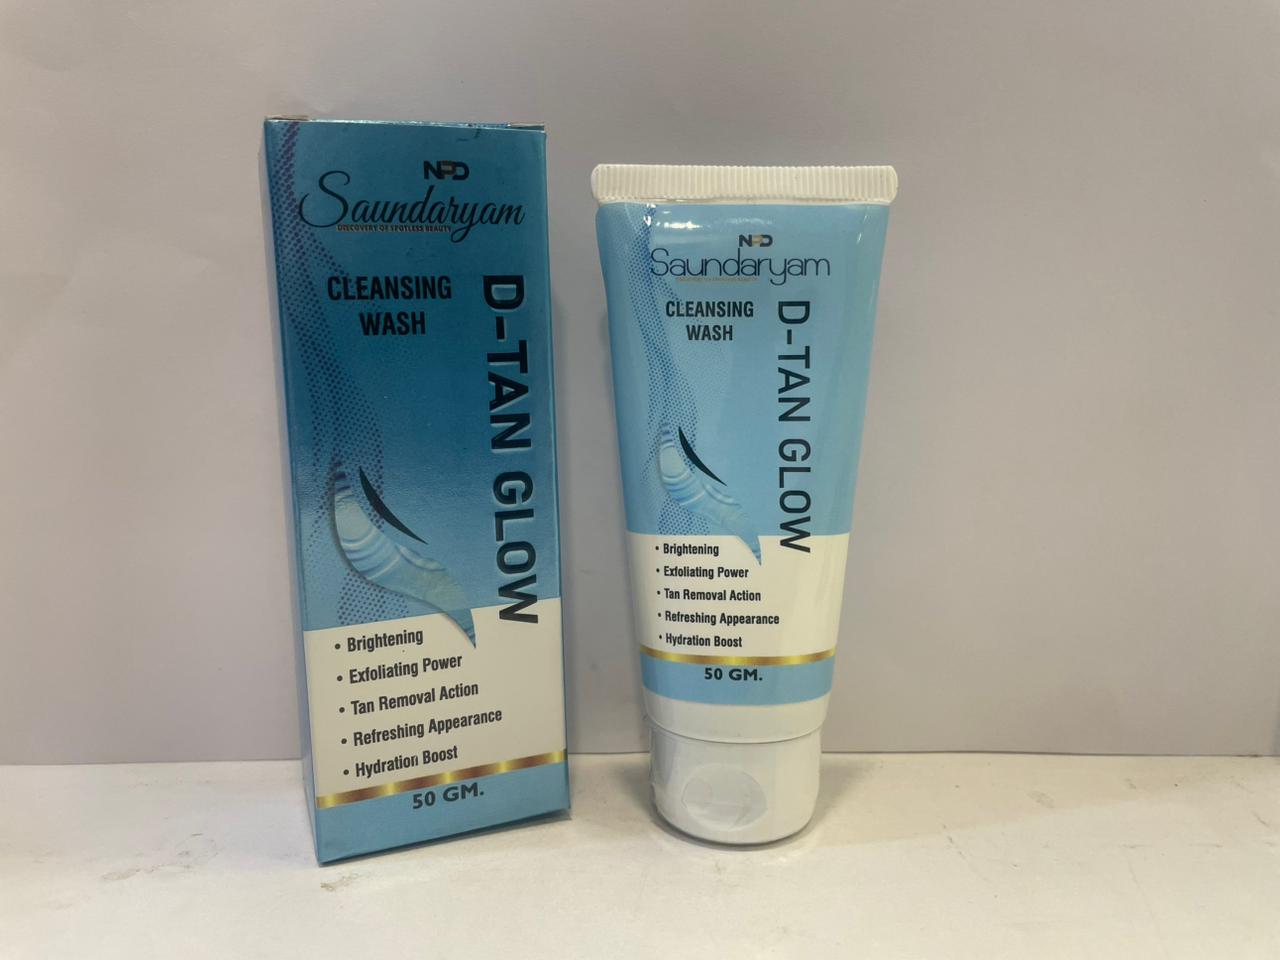 NPD
Saundaryam
DISCOVERY OF SPOTLESS BEAUTY
CLEANSING
WASH
D-TAN GLOW
• Brightening
• Exfoliating Power
• Tan Removal Action
• Refreshing Appearance
• Hydration Boost
50 GM.
NPD
Saundaryam
CLEANSING
WASH
D-TAN GLOW
• Brightening
• Exfoliating Power
• Tan Removal Action
• Refreshing Appearance
• Hydration Boost
50 GM.